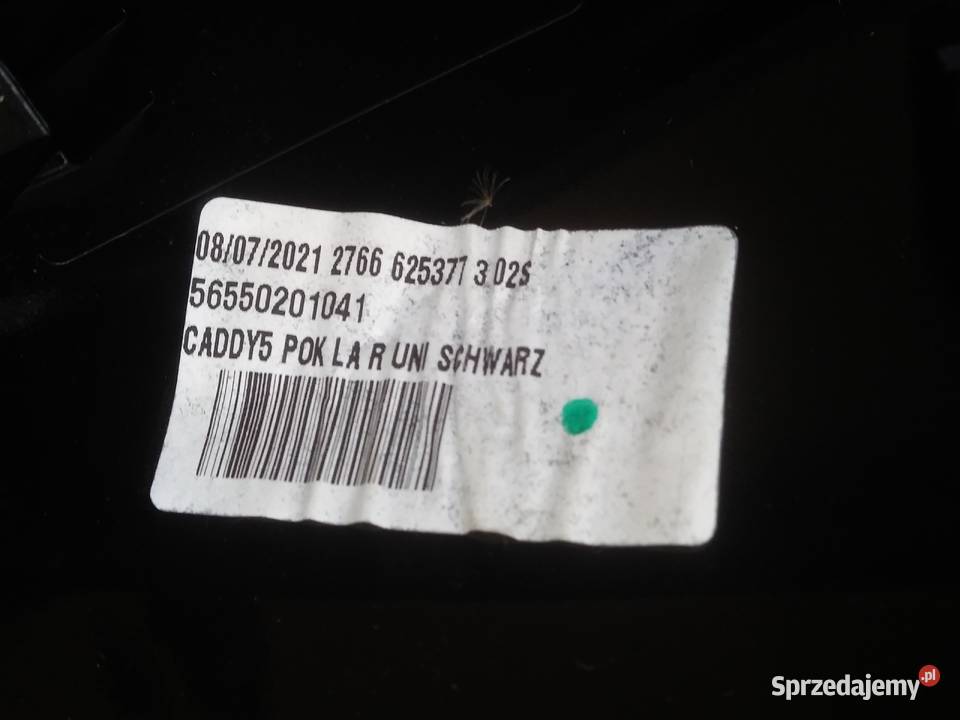 08/07/2021 2766 625377 3 02S
56550201041
CADDY5 POK LA R UNI SCHWARZ
Sprzedajemy.pl